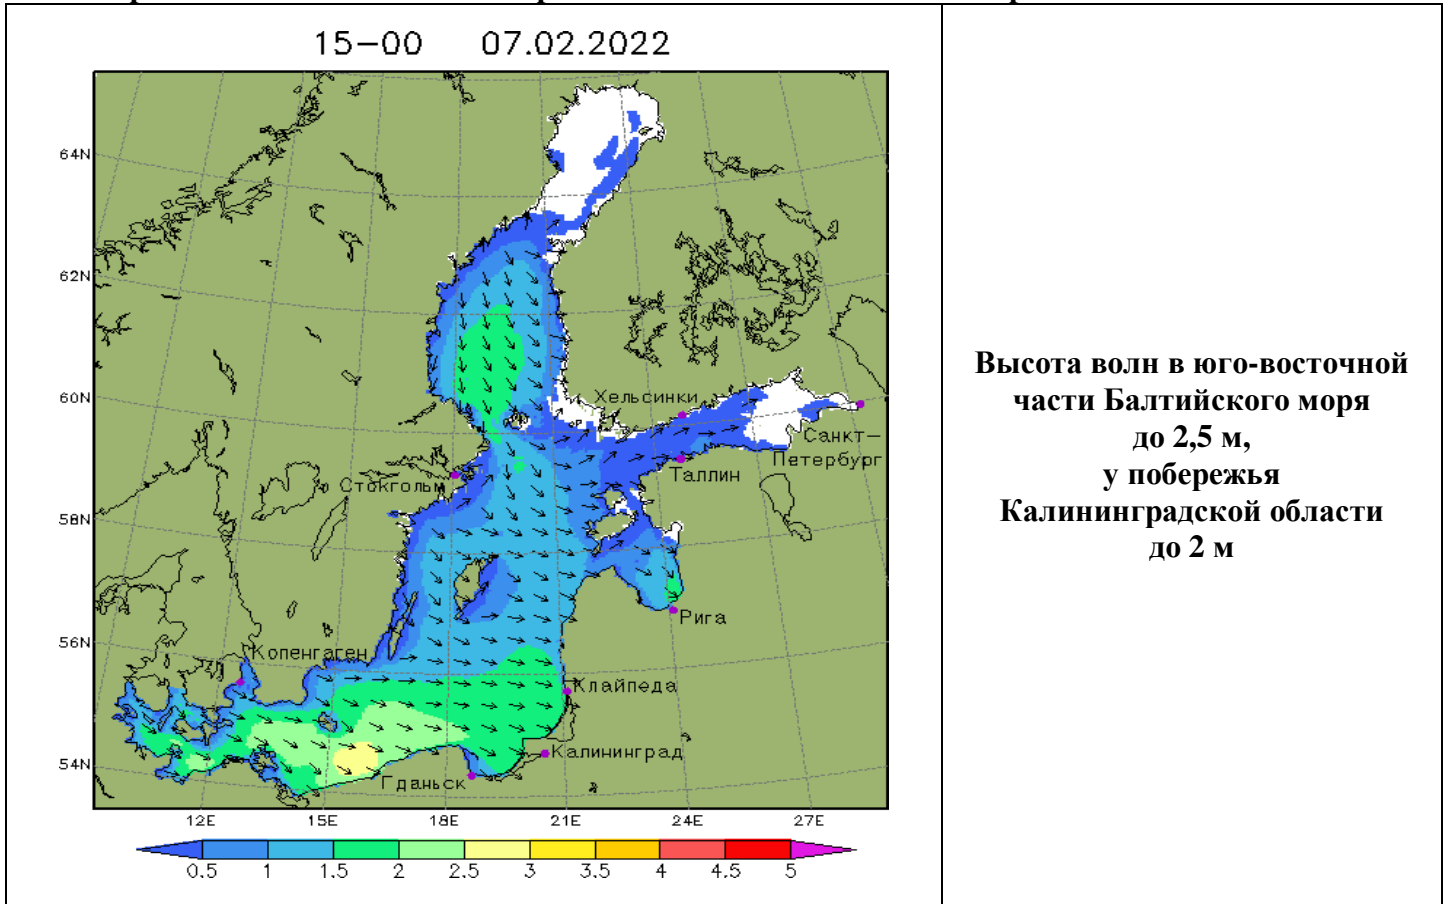 15-00 07.02.2022
64N
62N
60N
58N
56N
54N
Хельсинки
Санкт-
Петербург
Таллин
Стокгольм
Рига
Копенгаген
Клайпеда
Калининград
Гданьск
12E 15E 18E 21E 24E 27E
0.5 1 1.5 2 2.5 3 3.5 4 4.5 5
Высота волн в юго-восточной
части Балтийского моря
до 2,5 м,
у побережья
Калининградской области
до 2 м